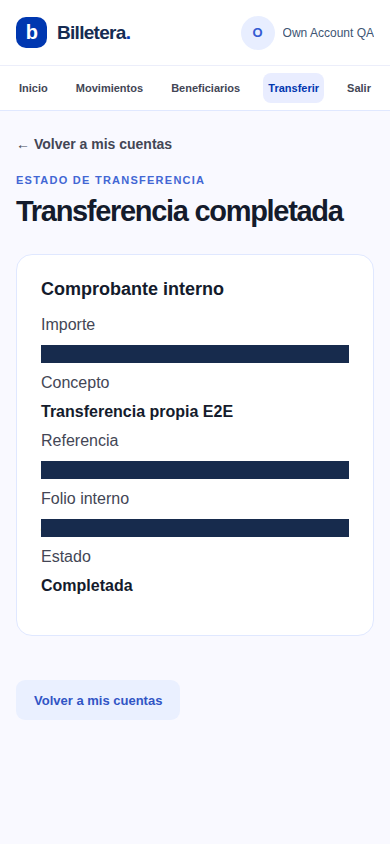 b Billetera.
O Own Account QA
Inicio Movimientos Beneficiarios Transferir Salir
← Volver a mis cuentas
ESTADO DE TRANSFERENCIA
Transferencia completada
Comprobante interno
Importe
Concepto
Transferencia propia E2E
Referencia
Folio interno
Estado
Completada
Volver a mis cuentas